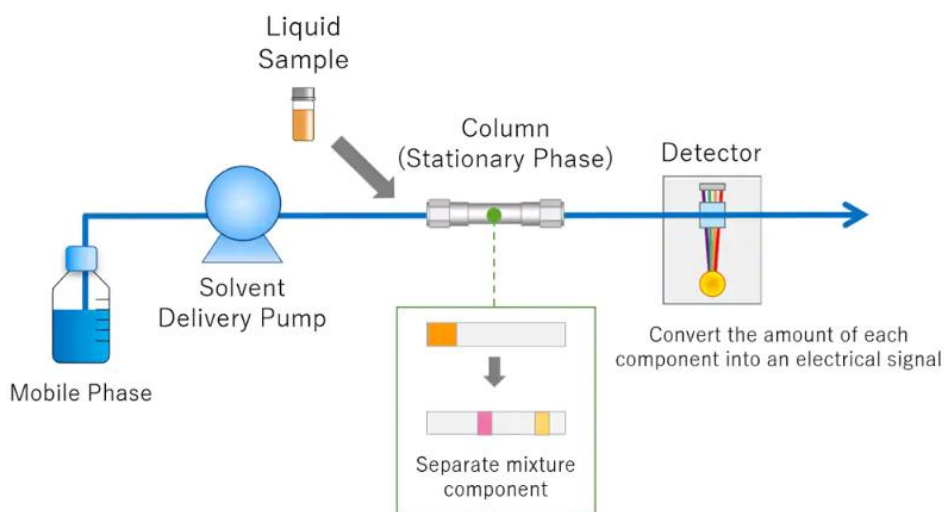 Liquid
Sample
Column
(Stationary Phase)
Detector
Solvent
Delivery Pump
Mobile Phase
Convert the amount of each
component into an electrical signal
Separate mixture
component